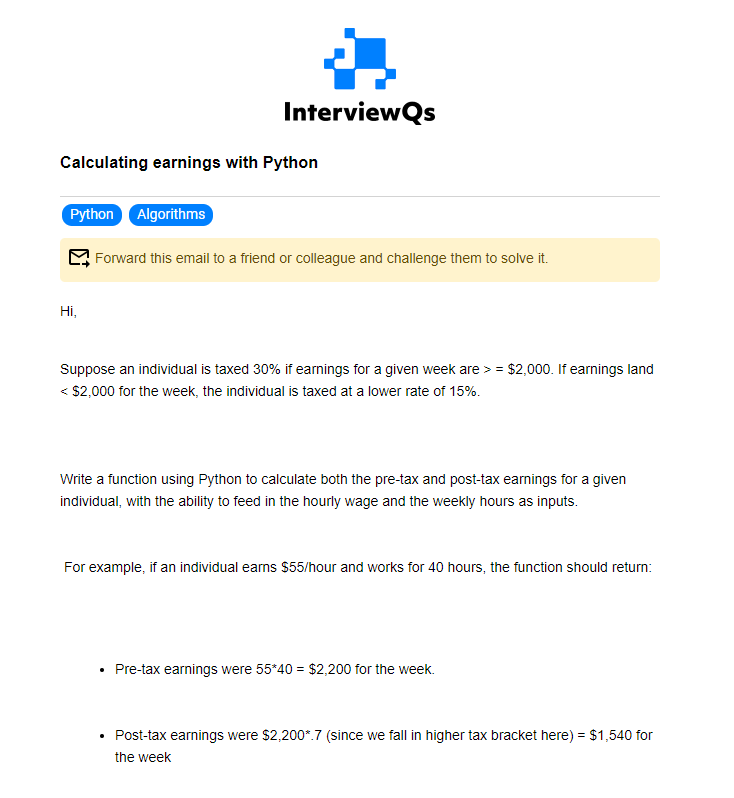 InterviewQs
Calculating earnings with Python
Python Algorithms
Forward this email to a friend or colleague and challenge them to solve it.
Hi,
Suppose an individual is taxed 30% if earnings for a given week are > = $2,000. If earnings land
< $2,000 for the week, the individual is taxed at a lower rate of 15%.
Write a function using Python to calculate both the pre-tax and post-tax earnings for a given
individual, with the ability to feed in the hourly wage and the weekly hours as inputs.
For example, if an individual earns $55/hour and works for 40 hours, the function should return:
• Pre-tax earnings were 55*40 = $2,200 for the week.
• Post-tax earnings were $2,200*.7 (since we fall in higher tax bracket here) = $1,540 for
the week